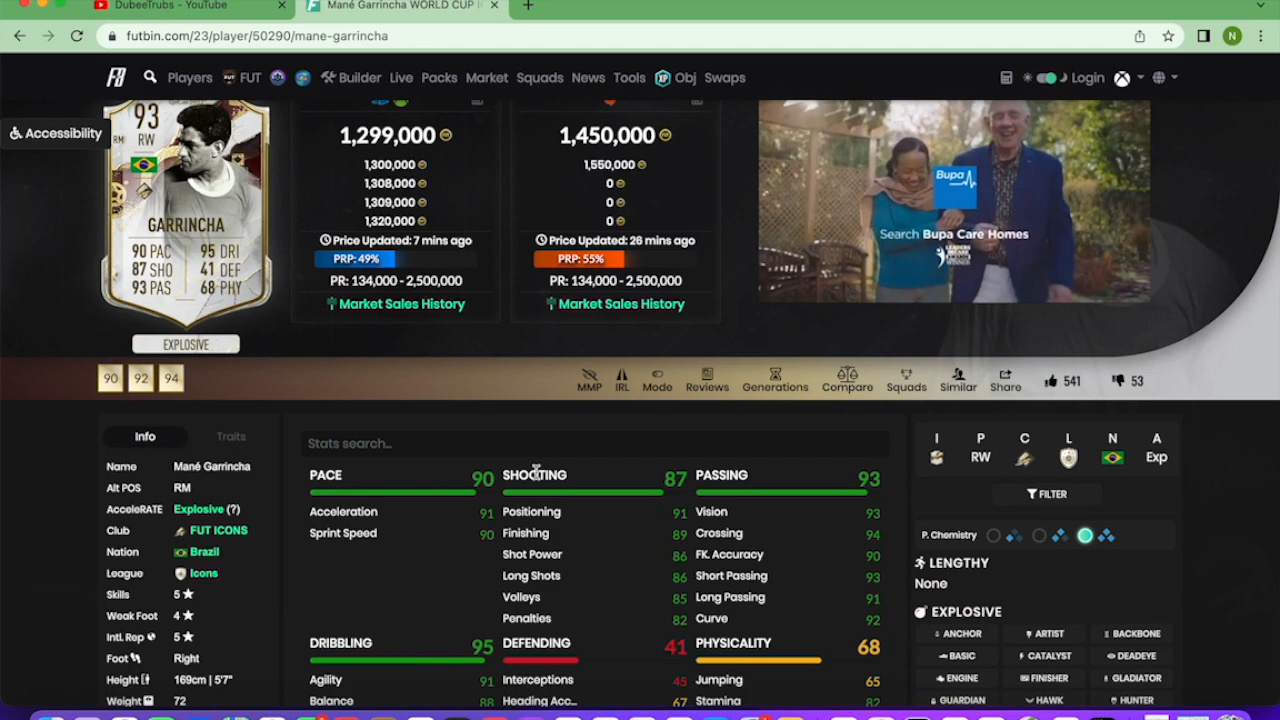 DubeeTrubs - YouTube
Mané Garrincha WORLD CUP I
futbin.com/23/player/50290/mane-garrincha
N
Players FUT Builder Live Packs Market Squads News Tools XP Obj Swaps Login
Accessibility
93
RW
RM
GARRINCHA
90 PAC 95 DRI
87 SHO 41 DEF
93 PAS 68 PHY
EXPLOSIVE
1,299,000
1,300,000
1,308,000
1,309,000
1,320,000
Price Updated: 7 mins ago
PRP: 49%
PR: 134,000 - 2,500,000
Market Sales History
1,450,000
1,550,000
0
0
0
Price Updated: 26 mins ago
PRP: 55%
PR: 134,000 - 2,500,000
Market Sales History
Bupa
Search Bupa Care Homes
90 92 94
MMP IRL Mode Reviews Generations Compare Squads Similar Share 541 53
Info Traits
Name Mané Garrincha
Alt POS RM
AcceleRATE Explosive (?)
Club FUT ICONS
Nation Brazil
League Icons
Skills 5
Weak Foot 4
Intl. Rep 5
Foot Right
Height 169cm | 5'7"
Weight 72
Stats search...
PACE 90
Acceleration 91
Sprint Speed 90
SHOOTING 87
Positioning 91
Finishing 89
Shot Power 86
Long Shots 86
Volleys 85
Penalties 82
PASSING 93
Vision 93
Crossing 94
FK. Accuracy 90
Short Passing 93
Long Passing 91
Curve 92
DRIBBLING 95
Agility 91
Balance 88
DEFENDING 41
Interceptions 45
Heading Acc... 67
PHYSICALITY 68
Jumping 65
Stamina 82
I P C L N A
RW Exp
FILTER
P. Chemistry
LENGTHY
None
EXPLOSIVE
ANCHOR ARTIST BACKBONE
BASIC CATALYST DEADEYE
ENGINE FINISHER GLADIATOR
GUARDIAN HAWK HUNTER